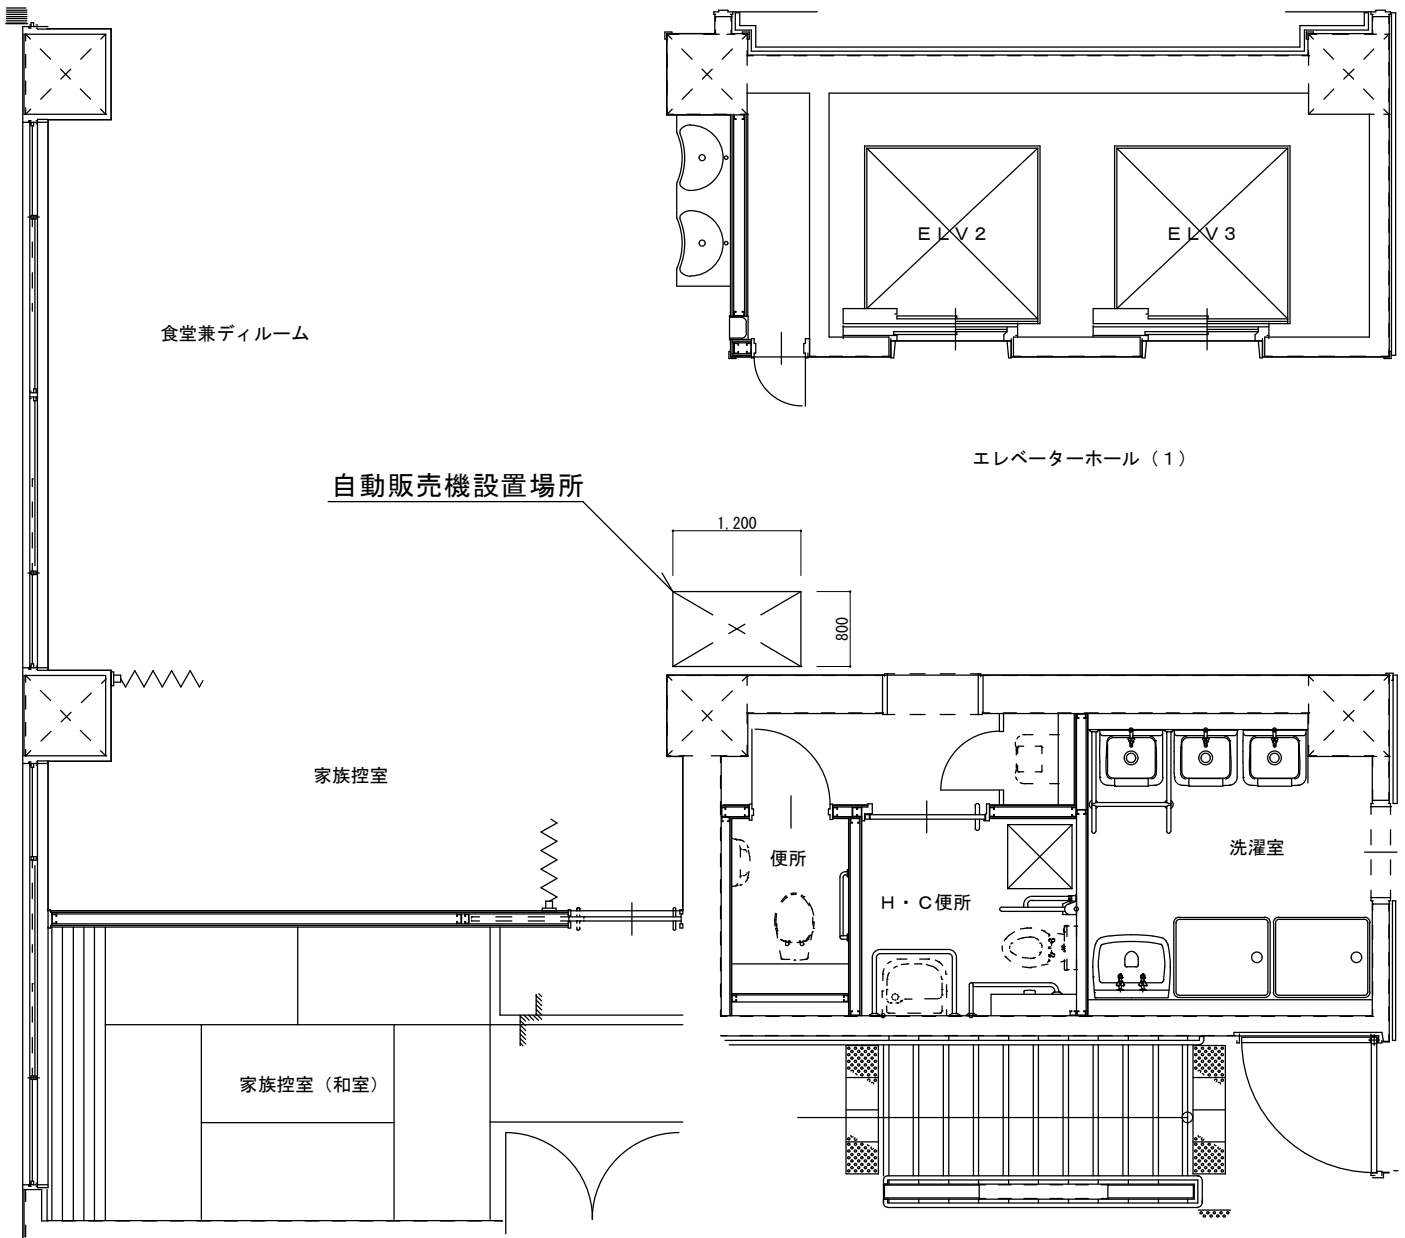 ELV2
ELV3
食堂兼ディルーム
エレベーターホール（1）
自動販売機設置場所
1,200
800
家族控室
便所
洗濯室
H・C便所
家族控室（和室）